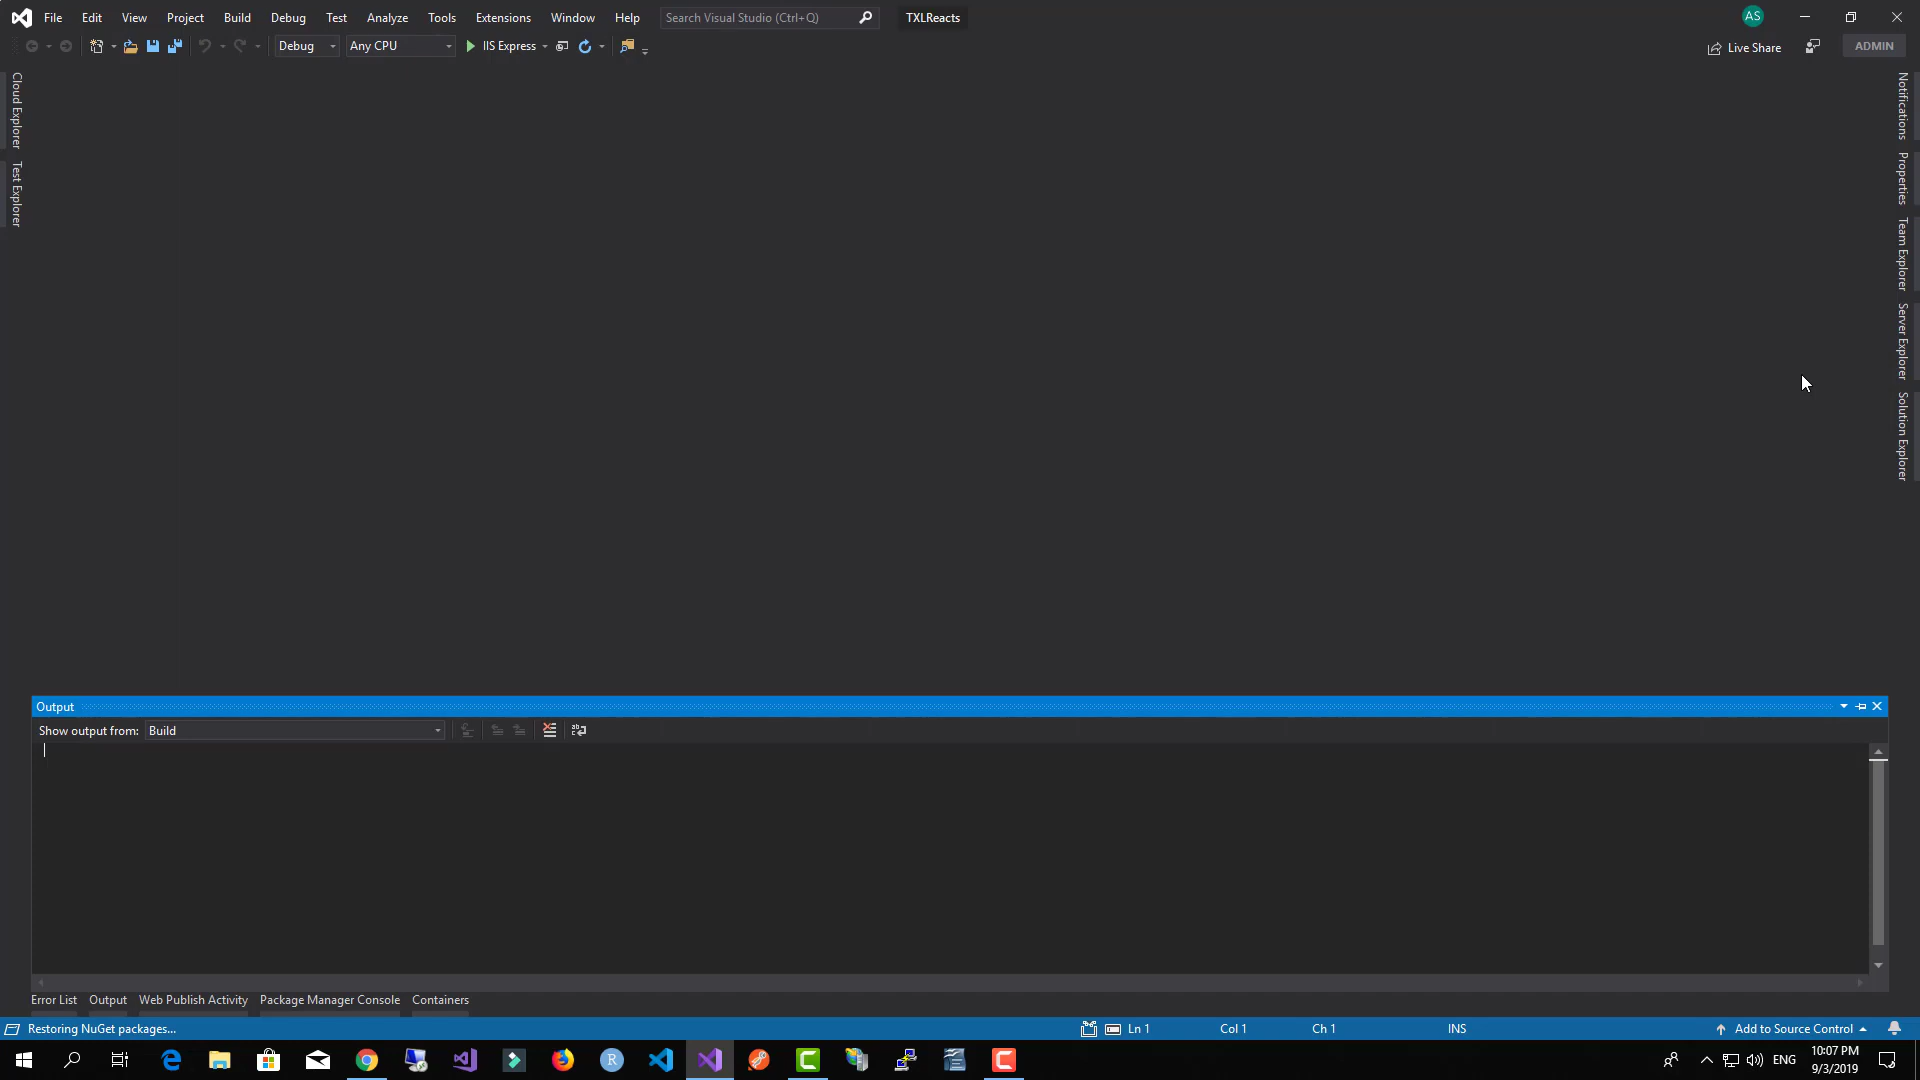 File Edit View Project Build Debug Test Analyze Tools Extensions Window Help Search Visual Studio (Ctrl+Q) TXLReacts AS
Debug Any CPU IIS Express Live Share ADMIN
Cloud Explorer
Test Explorer
Notifications
Properties
Team Explorer
Server Explorer
Solution Explorer
Output
Show output from: Build
Error List Output Web Publish Activity Package Manager Console Containers
Restoring NuGet packages... Ln 1 Col 1 Ch 1 INS Add to Source Control
ENG 10:07 PM
9/3/2019